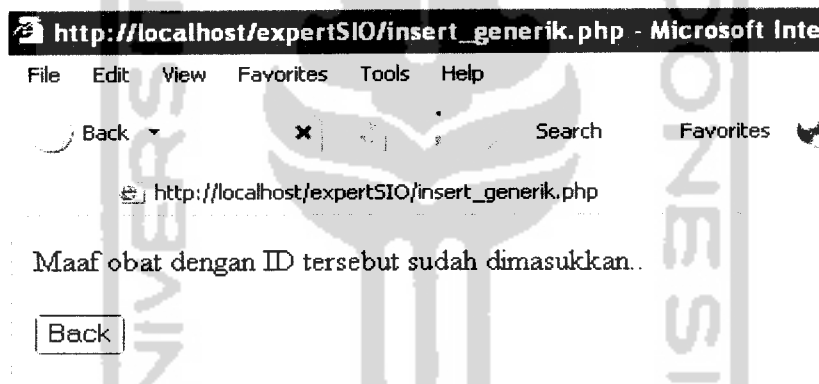 http://localhost/expertSIO/insert_generik.php - Microsoft Inte
File Edit View Favorites Tools Help
Back Search Favorites
http://localhost/expertSIO/insert_generik.php
Maaf obat dengan ID tersebut sudah dimasukkan..
Back